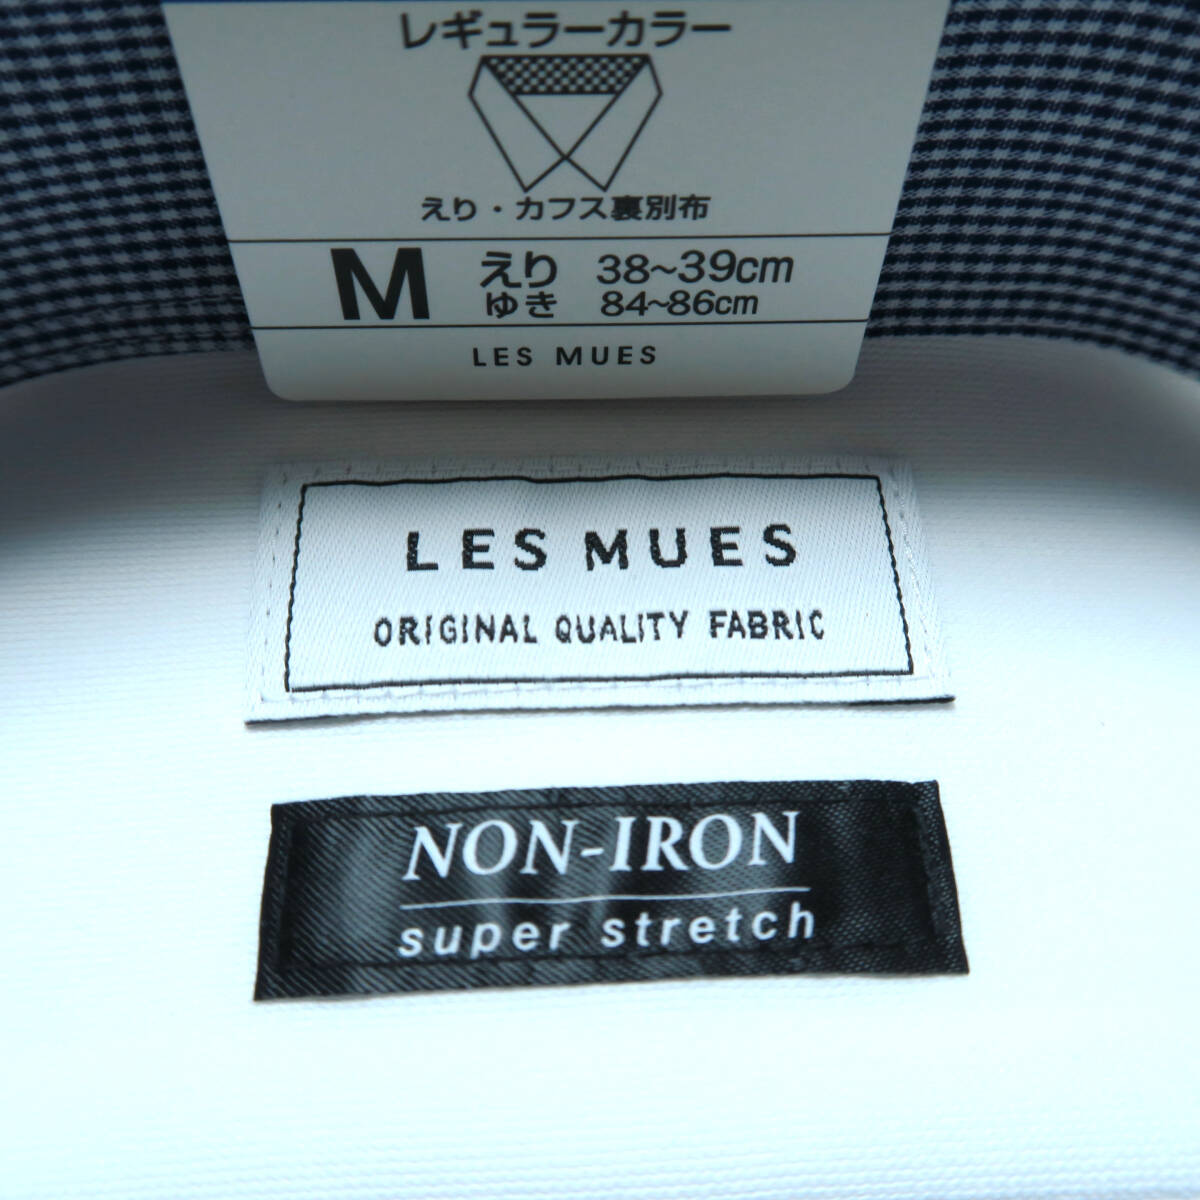 レギュラーカラー
えり・カフス裏別布
M えり 38~39cm
ゆき 84~86cm
LES MUES
LES MUES
ORIGINAL QUALITY FABRIC
NON-IRON
super stretch